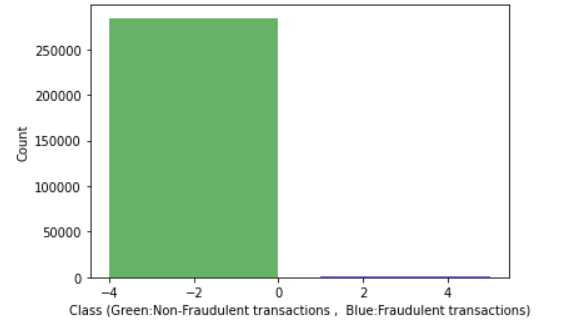 Count
250000
200000
150000
100000
50000
0
−4 −2 0 2 4
Class (Green:Non-Fraudulent transactions , Blue:Fraudulent transactions)